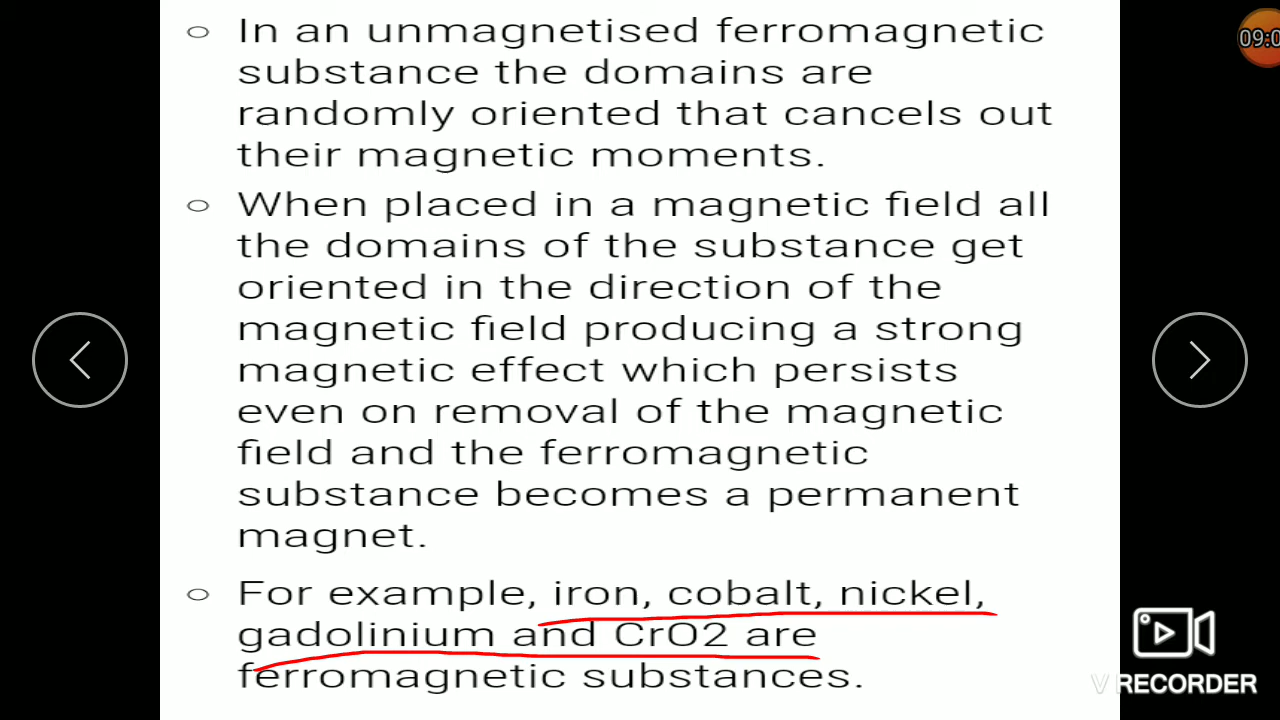 ○ In an unmagnetised ferromagnetic
substance the domains are
randomly oriented that cancels out
their magnetic moments.
○ When placed in a magnetic field all
the domains of the substance get
oriented in the direction of the
magnetic field producing a strong
magnetic effect which persists
even on removal of the magnetic
field and the ferromagnetic
substance becomes a permanent
magnet.
○ For example, iron, cobalt, nickel,
gadolinium and CrO2 are
ferromagnetic substances.
09:0
V RECORDER